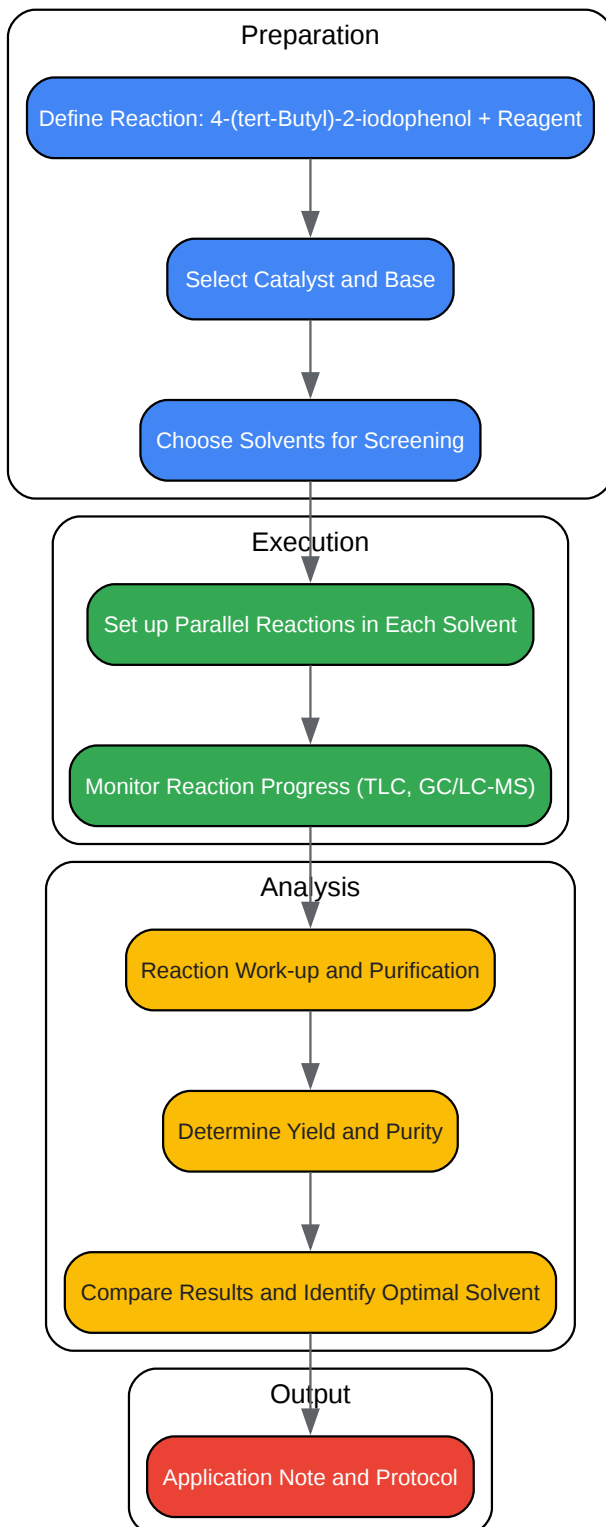 Preparation
Define Reaction: 4-(tert-Butyl)-2-iodophenol + Reagent
Select Catalyst and Base
Choose Solvents for Screening
Execution
Set up Parallel Reactions in Each Solvent
Monitor Reaction Progress (TLC, GC/LC-MS)
Analysis
Reaction Work-up and Purification
Determine Yield and Purity
Compare Results and Identify Optimal Solvent
Output
Application Note and Protocol